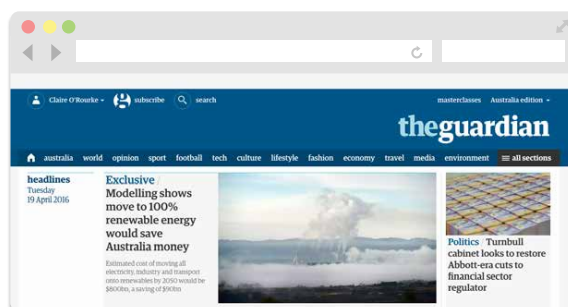 Claire O'Rourke
subscribe
search
masterclasses
Australia edition
theguardian
australia world opinion sport football tech culture lifestyle fashion economy travel media environment all sections
headlines
Tuesday
19 April 2016
Exclusive /
Modelling shows
move to 100%
renewable energy
would save
Australia money
Estimated cost of moving all
electricity, industry and transport
onto renewables by 2050 would be
$800bn, a saving of $90bn
Politics / Turnbull
cabinet looks to restore
Abbott-era cuts to
financial sector
regulator